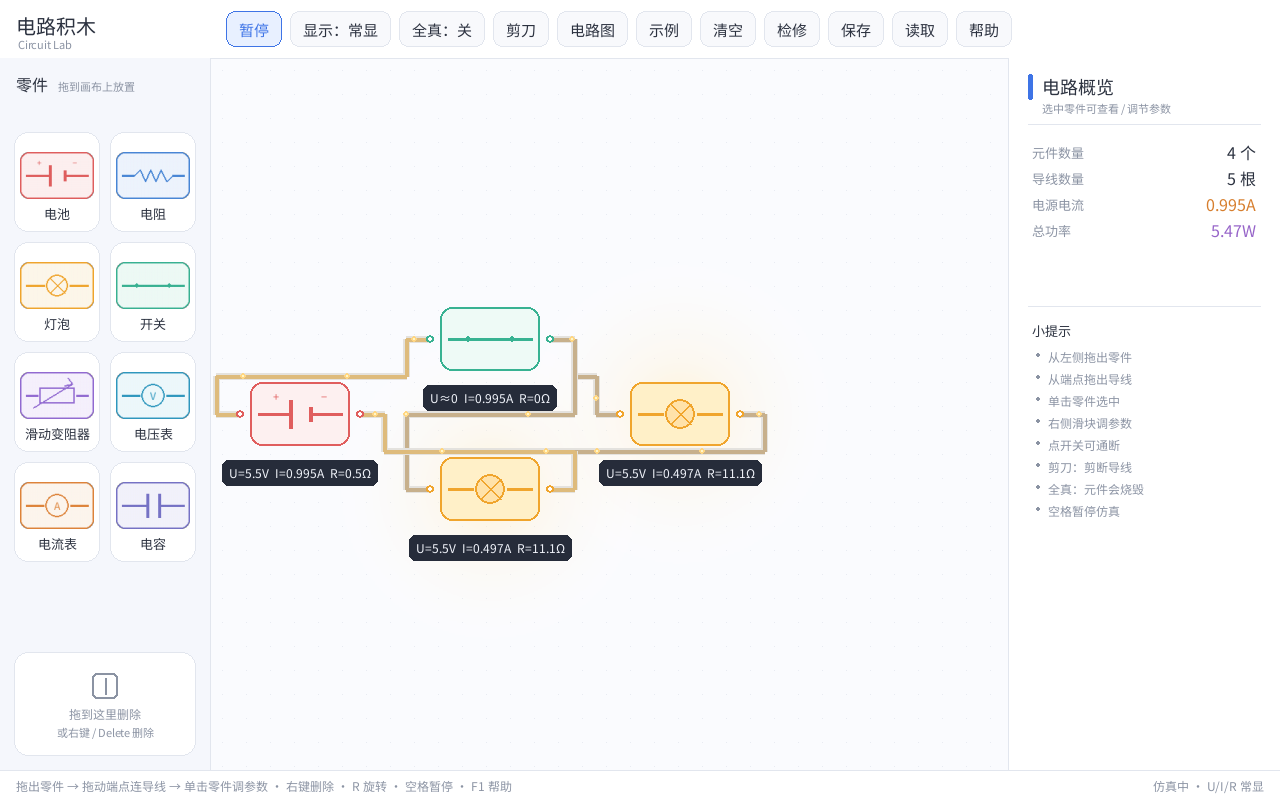 电路积木
Circuit Lab
暂停
显示：常显
全真：关
剪刀
电路图
示例
清空
检修
保存
读取
帮助
零件 拖到画布上放置
电池
电阻
灯泡
开关
滑动变阻器
V
电压表
A
电流表
电容
拖到这里删除
或右键 / Delete 删除
U≈0 I=0.995A R=0Ω
+ −
U=5.5V I=0.995A R=0.5Ω
U=5.5V I=0.497A R=11.1Ω
U=5.5V I=0.497A R=11.1Ω
电路概览
选中零件可查看 / 调节参数
元件数量 4 个
导线数量 5 根
电源电流 0.995A
总功率 5.47W
小提示
• 从左侧拖出零件
• 从端点拖出导线
• 单击零件选中
• 右侧滑块调参数
• 点开关可通断
• 剪刀：剪断导线
• 全真：元件会烧毁
• 空格暂停仿真
拖出零件 → 拖动端点连导线 → 单击零件调参数 · 右键删除 · R 旋转 · 空格暂停 · F1 帮助
仿真中 · U/I/R 常显